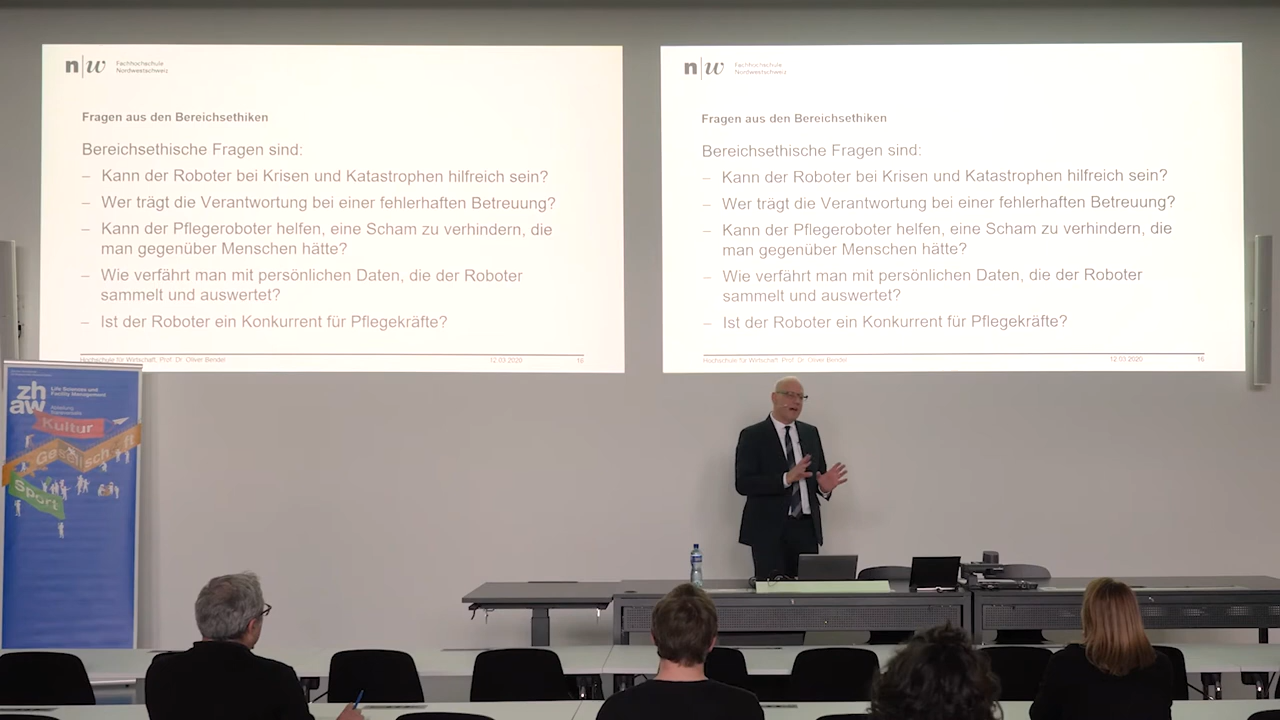 n w Fachhochschule
Nordwestschweiz
Fragen aus den Bereichsethiken
Bereichsethische Fragen sind:
– Kann der Roboter bei Krisen und Katastrophen hilfreich sein?
– Wer trägt die Verantwortung bei einer fehlerhaften Betreuung?
– Kann der Pflegeroboter helfen, eine Scham zu verhindern, die
man gegenüber Menschen hätte?
– Wie verfährt man mit persönlichen Daten, die der Roboter
sammelt und auswertet?
– Ist der Roboter ein Konkurrent für Pflegekräfte?
Hochschule für Wirtschaft, Prof. Dr. Oliver Bendel 12.03.2020 16
n w Fachhochschule
Nordwestschweiz
Fragen aus den Bereichsethiken
Bereichsethische Fragen sind:
– Kann der Roboter bei Krisen und Katastrophen hilfreich sein?
– Wer trägt die Verantwortung bei einer fehlerhaften Betreuung?
– Kann der Pflegeroboter helfen, eine Scham zu verhindern, die
man gegenüber Menschen hätte?
– Wie verfährt man mit persönlichen Daten, die der Roboter
sammelt und auswertet?
– Ist der Roboter ein Konkurrent für Pflegekräfte?
Hochschule für Wirtschaft, Prof. Dr. Oliver Bendel 12.03.2020 16
zh
aw
Life Sciences und
Facility Management
Kultur
Gesellschaft
Sport